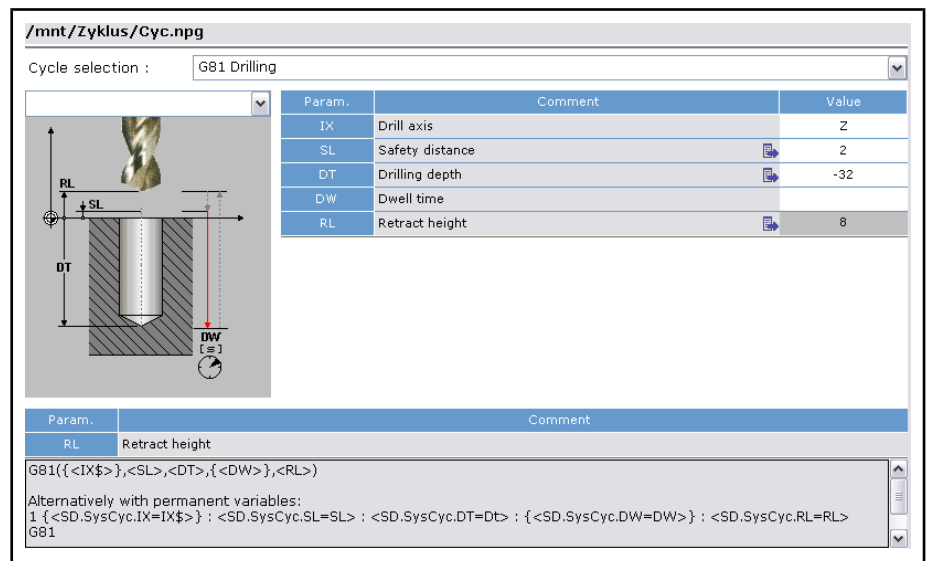 /mnt/Zyklus/Cyc.npg
Cycle selection : G81 Drilling
Param. Comment Value
IX Drill axis Z
SL Safety distance 2
DT Drilling depth -32
DW Dwell time
RL Retract height 8
RL
SL
DT
DW
[s]
Param. Comment
RL Retract height
G81({<IX$>},<SL>,<DT>,{<DW>},<RL>)
Alternatively with permanent variables:
1 {<SD.SysCyc.IX=IX$>} : <SD.SysCyc.SL=SL> : <SD.SysCyc.DT=Dt> : {<SD.SysCyc.DW=DW>} : <SD.SysCyc.RL=RL>
G81